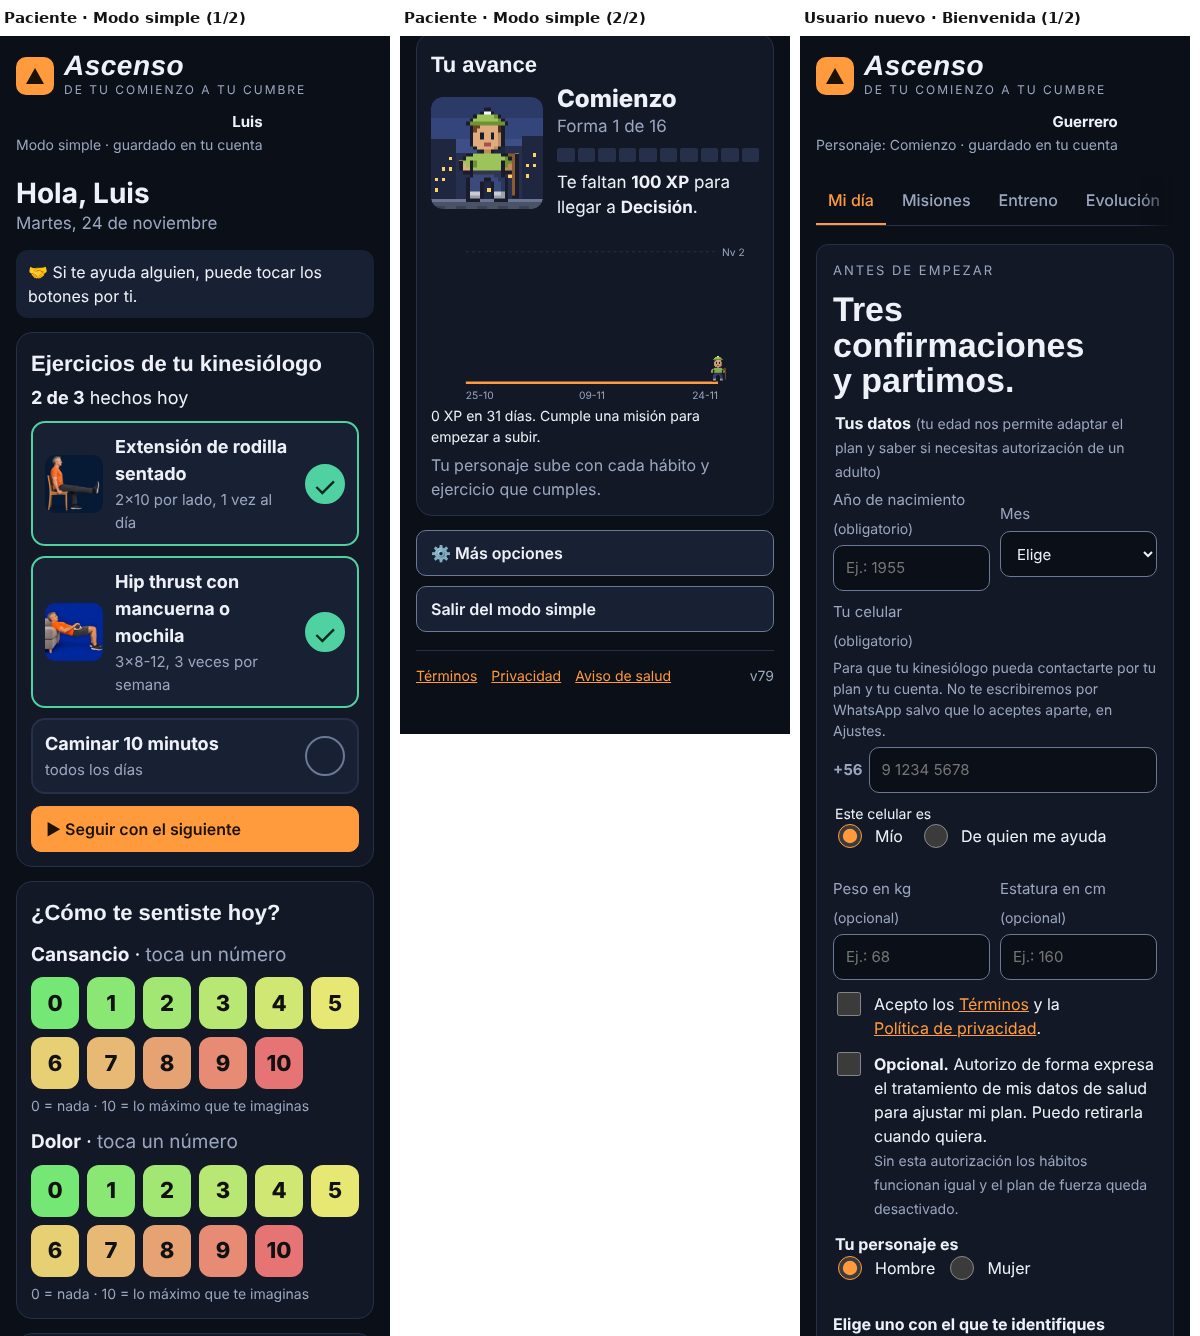 Paciente · Modo simple (1/2)
Ascenso
DE TU COMIENZO A TU CUMBRE
Luis
Modo simple · guardado en tu cuenta
Hola, Luis
Martes, 24 de noviembre
🤝 Si te ayuda alguien, puede tocar los
botones por ti.
Ejercicios de tu kinesiólogo
2 de 3 hechos hoy
Extensión de rodilla
sentado
2×10 por lado, 1 vez al
día
Hip thrust con
mancuerna o
mochila
3×8-12, 3 veces por
semana
Caminar 10 minutos
todos los días
▶ Seguir con el siguiente
¿Cómo te sentiste hoy?
Cansancio · toca un número
0 1 2 3 4 5
6 7 8 9 10
0 = nada · 10 = lo máximo que te imaginas
Dolor · toca un número
0 1 2 3 4 5
6 7 8 9 10
0 = nada · 10 = lo máximo que te imaginas
Paciente · Modo simple (2/2)
Tu avance
Comienzo
Forma 1 de 16
Te faltan 100 XP para
llegar a Decisión.
Nv 2
25-10 09-11 24-11
0 XP en 31 días. Cumple una misión para
empezar a subir.
Tu personaje sube con cada hábito y
ejercicio que cumples.
⚙️ Más opciones
Salir del modo simple
Términos Privacidad Aviso de salud v79
Usuario nuevo · Bienvenida (1/2)
Ascenso
DE TU COMIENZO A TU CUMBRE
Guerrero
Personaje: Comienzo · guardado en tu cuenta
Mi día Misiones Entreno Evolución
ANTES DE EMPEZAR
Tres
confirmaciones
y partimos.
Tus datos (tu edad nos permite adaptar el
plan y saber si necesitas autorización de un
adulto)
Año de nacimiento
(obligatorio)
Ej.: 1955
Mes
Elige
Tu celular
(obligatorio)
Para que tu kinesiólogo pueda contactarte por tu
plan y tu cuenta. No te escribiremos por
WhatsApp salvo que lo aceptes aparte, en
Ajustes.
+56 9 1234 5678
Este celular es
Mío De quien me ayuda
Peso en kg
(opcional)
Ej.: 68
Estatura en cm
(opcional)
Ej.: 160
Acepto los Términos y la
Política de privacidad.
Opcional. Autorizo de forma expresa
el tratamiento de mis datos de salud
para ajustar mi plan. Puedo retirarla
cuando quiera.
Sin esta autorización los hábitos
funcionan igual y el plan de fuerza queda
desactivado.
Tu personaje es
Hombre Mujer
Elige uno con el que te identifiques